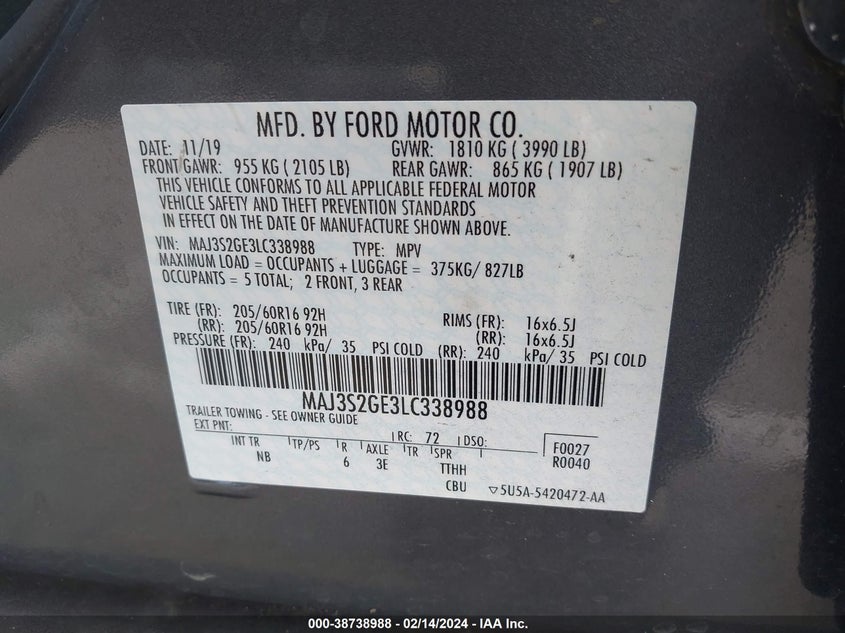 MFD. BY FORD MOTOR CO.
DATE: 11/19 GVWR: 1810 KG ( 3990 LB)
FRONT GAWR: 955 KG ( 2105 LB) REAR GAWR: 865 KG ( 1907 LB)
THIS VEHICLE CONFORMS TO ALL APPLICABLE FEDERAL MOTOR
VEHICLE SAFETY AND THEFT PREVENTION STANDARDS
IN EFFECT ON THE DATE OF MANUFACTURE SHOWN ABOVE.
VIN: MAJ3S2GE3LC338988 TYPE: MPV
MAXIMUM LOAD = OCCUPANTS + LUGGAGE = 375KG/ 827LB
OCCUPANTS = 5 TOTAL; 2 FRONT, 3 REAR
TIRE (FR): 205/60R16 92H RIMS (FR): 16x6.5J
(RR): 205/60R16 92H (RR): 16x6.5J
PRESSURE (FR): 240 kPa/ 35 PSI COLD (RR): 240 kPa/ 35 PSI COLD
MAJ3S2GE3LC338988
TRAILER TOWING - SEE OWNER GUIDE
EXT PNT: RC: 72 DSO: F0027
INT TR TP/PS R AXLE TR SPR R0040
NB 6 3E TTHH
CBU ▽5U5A-5420472-AA
000-38738988 - 02/14/2024 - IAA Inc.